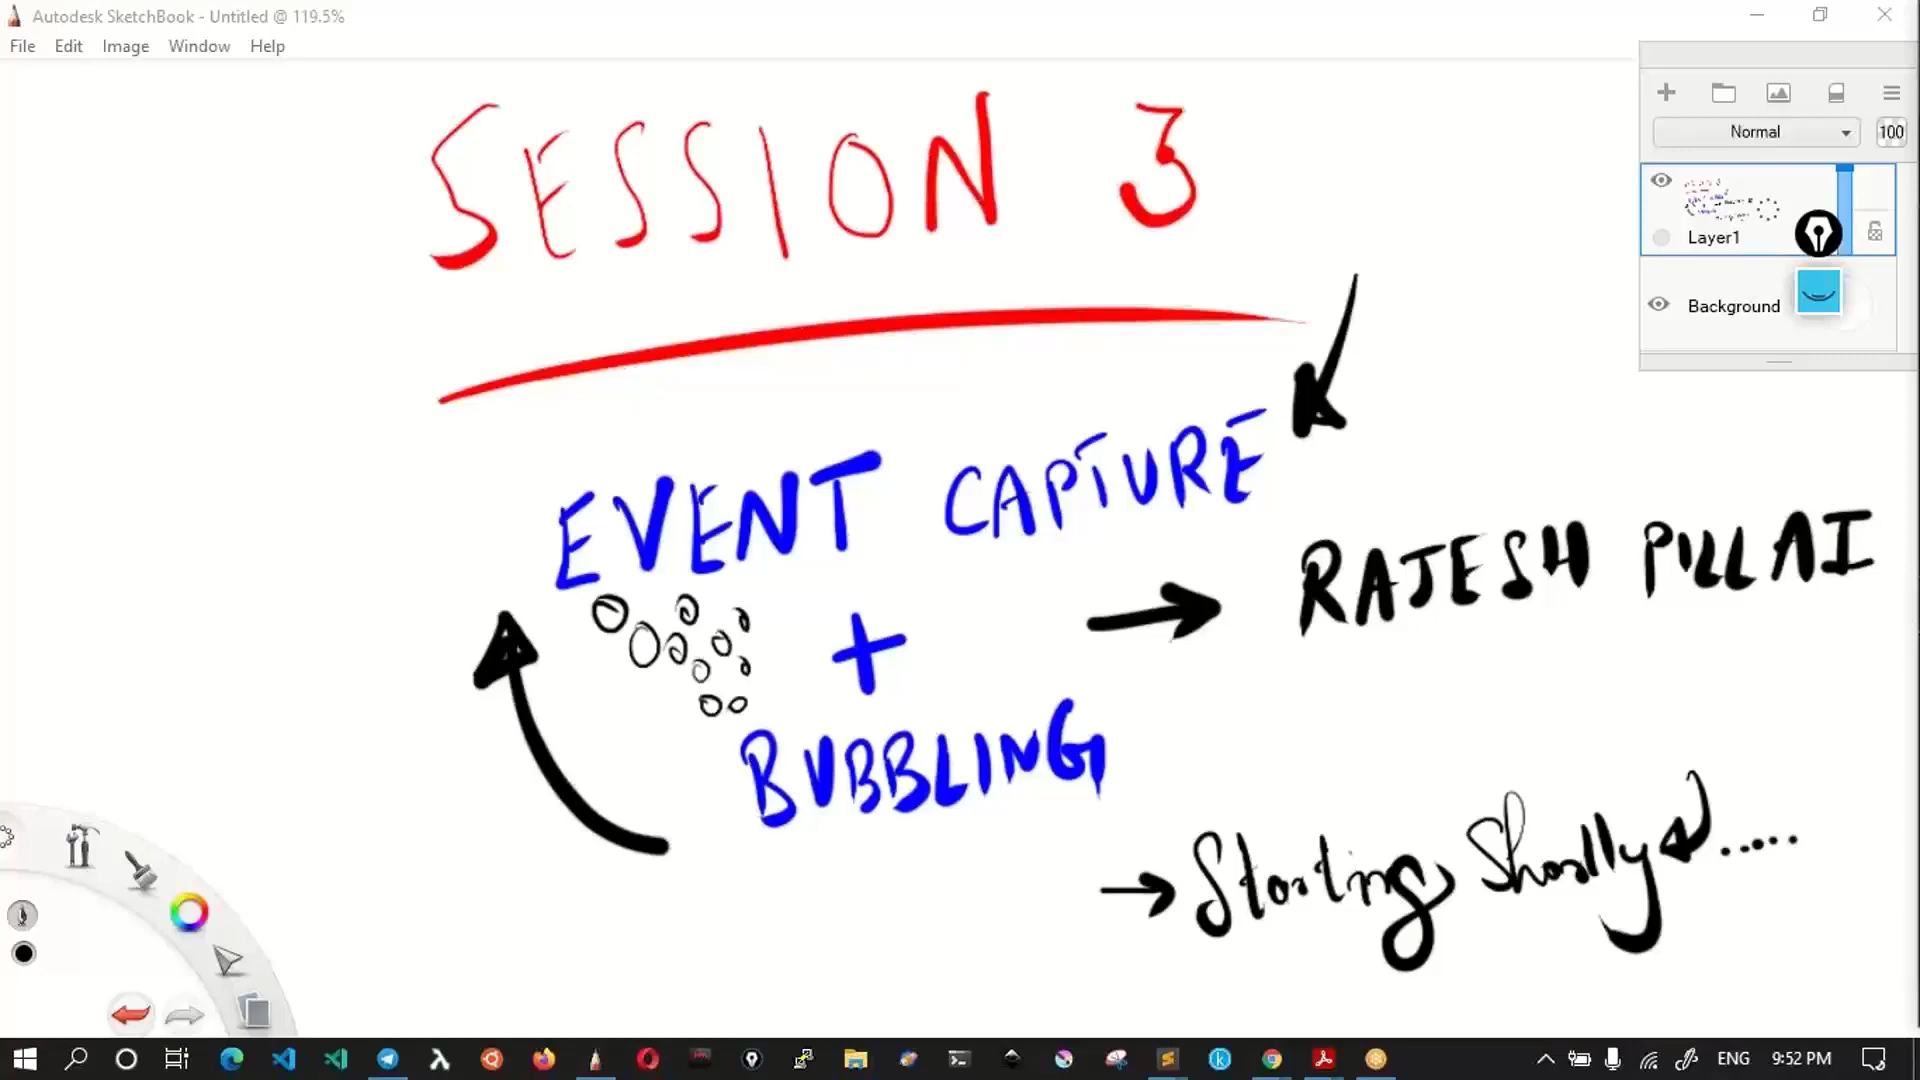 Autodesk SketchBook - Untitled @ 119.5%
File Edit Image Window Help
Normal 100
Layer1
Background
SESSION 3
EVENT CAPTURE
+
BUBBLING
→ RAJESH PILLAI
→ Starting Shortly .....
ENG 9:52 PM